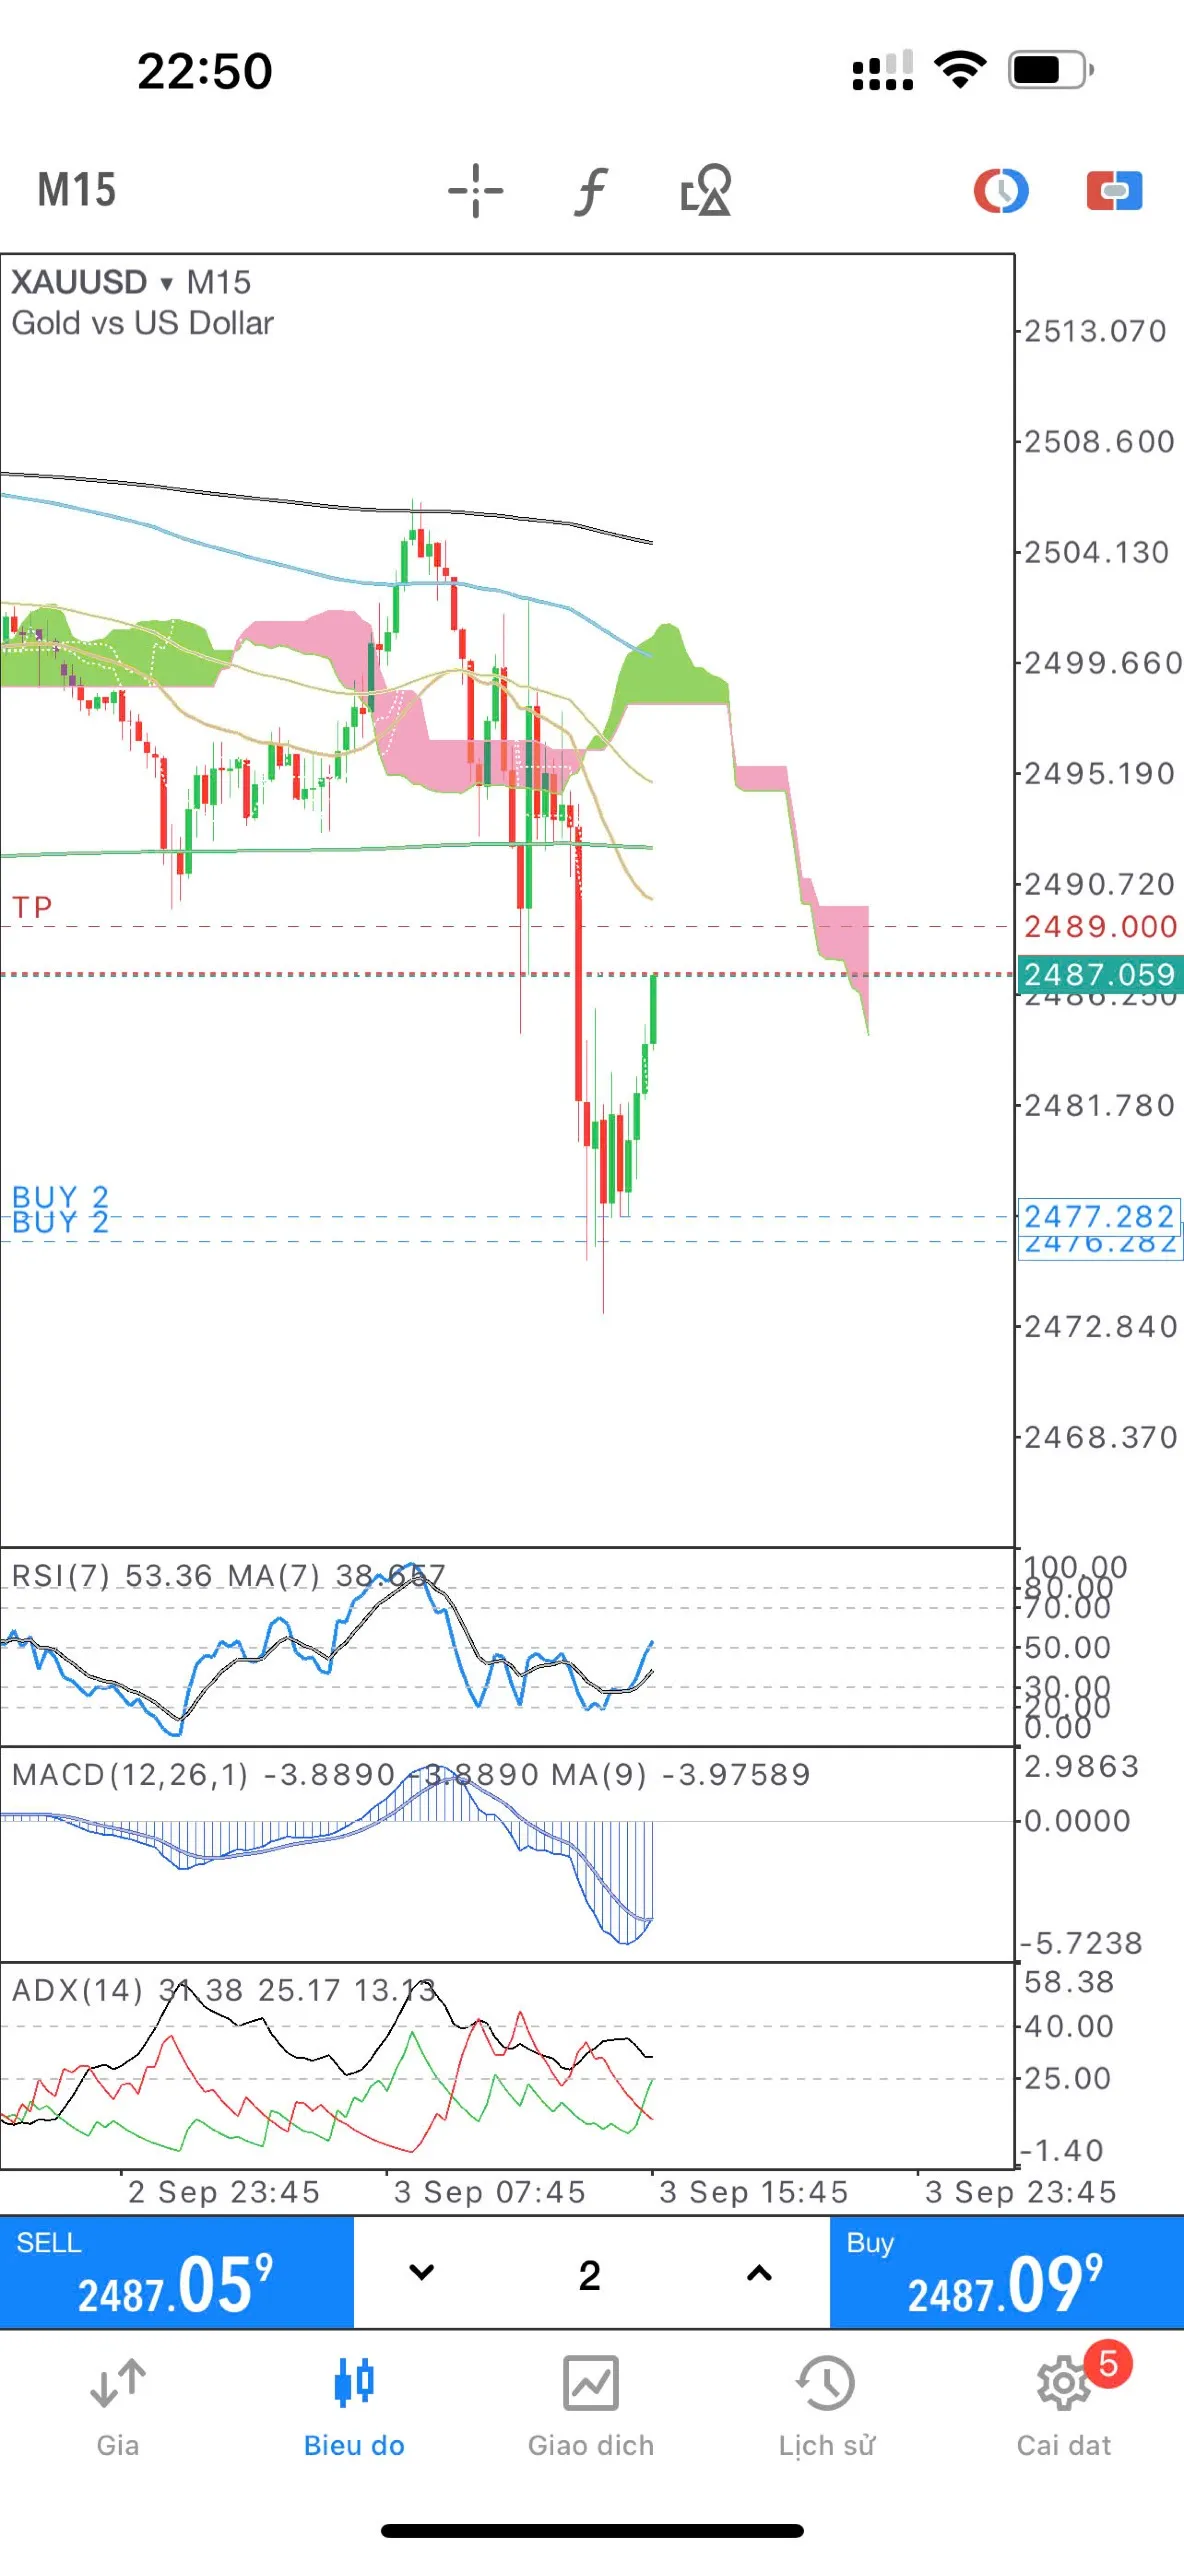 22:50
M15
XAUUSD ▾ M15
Gold vs US Dollar
2513.070
2508.600
2504.130
2499.660
2495.190
2490.720
TP
2489.000
2487.059
2486.250
2481.780
BUY 2
2477.282
BUY 2
2476.282
2472.840
2468.370
RSI(7) 53.36 MA(7) 38.657
100.00
80.00
70.00
50.00
30.00
20.00
0.00
MACD(12,26,1) -3.8890 -3.8890 MA(9) -3.97589
2.9863
0.0000
-5.7238
ADX(14) 31.38 25.17 13.13
58.38
40.00
25.00
-1.40
2 Sep 23:45 3 Sep 07:45 3 Sep 15:45 3 Sep 23:45
SELL
2487.059
2
Buy
2487.099
5
Gia Bieu do Giao dich Lịch sử Cai dat